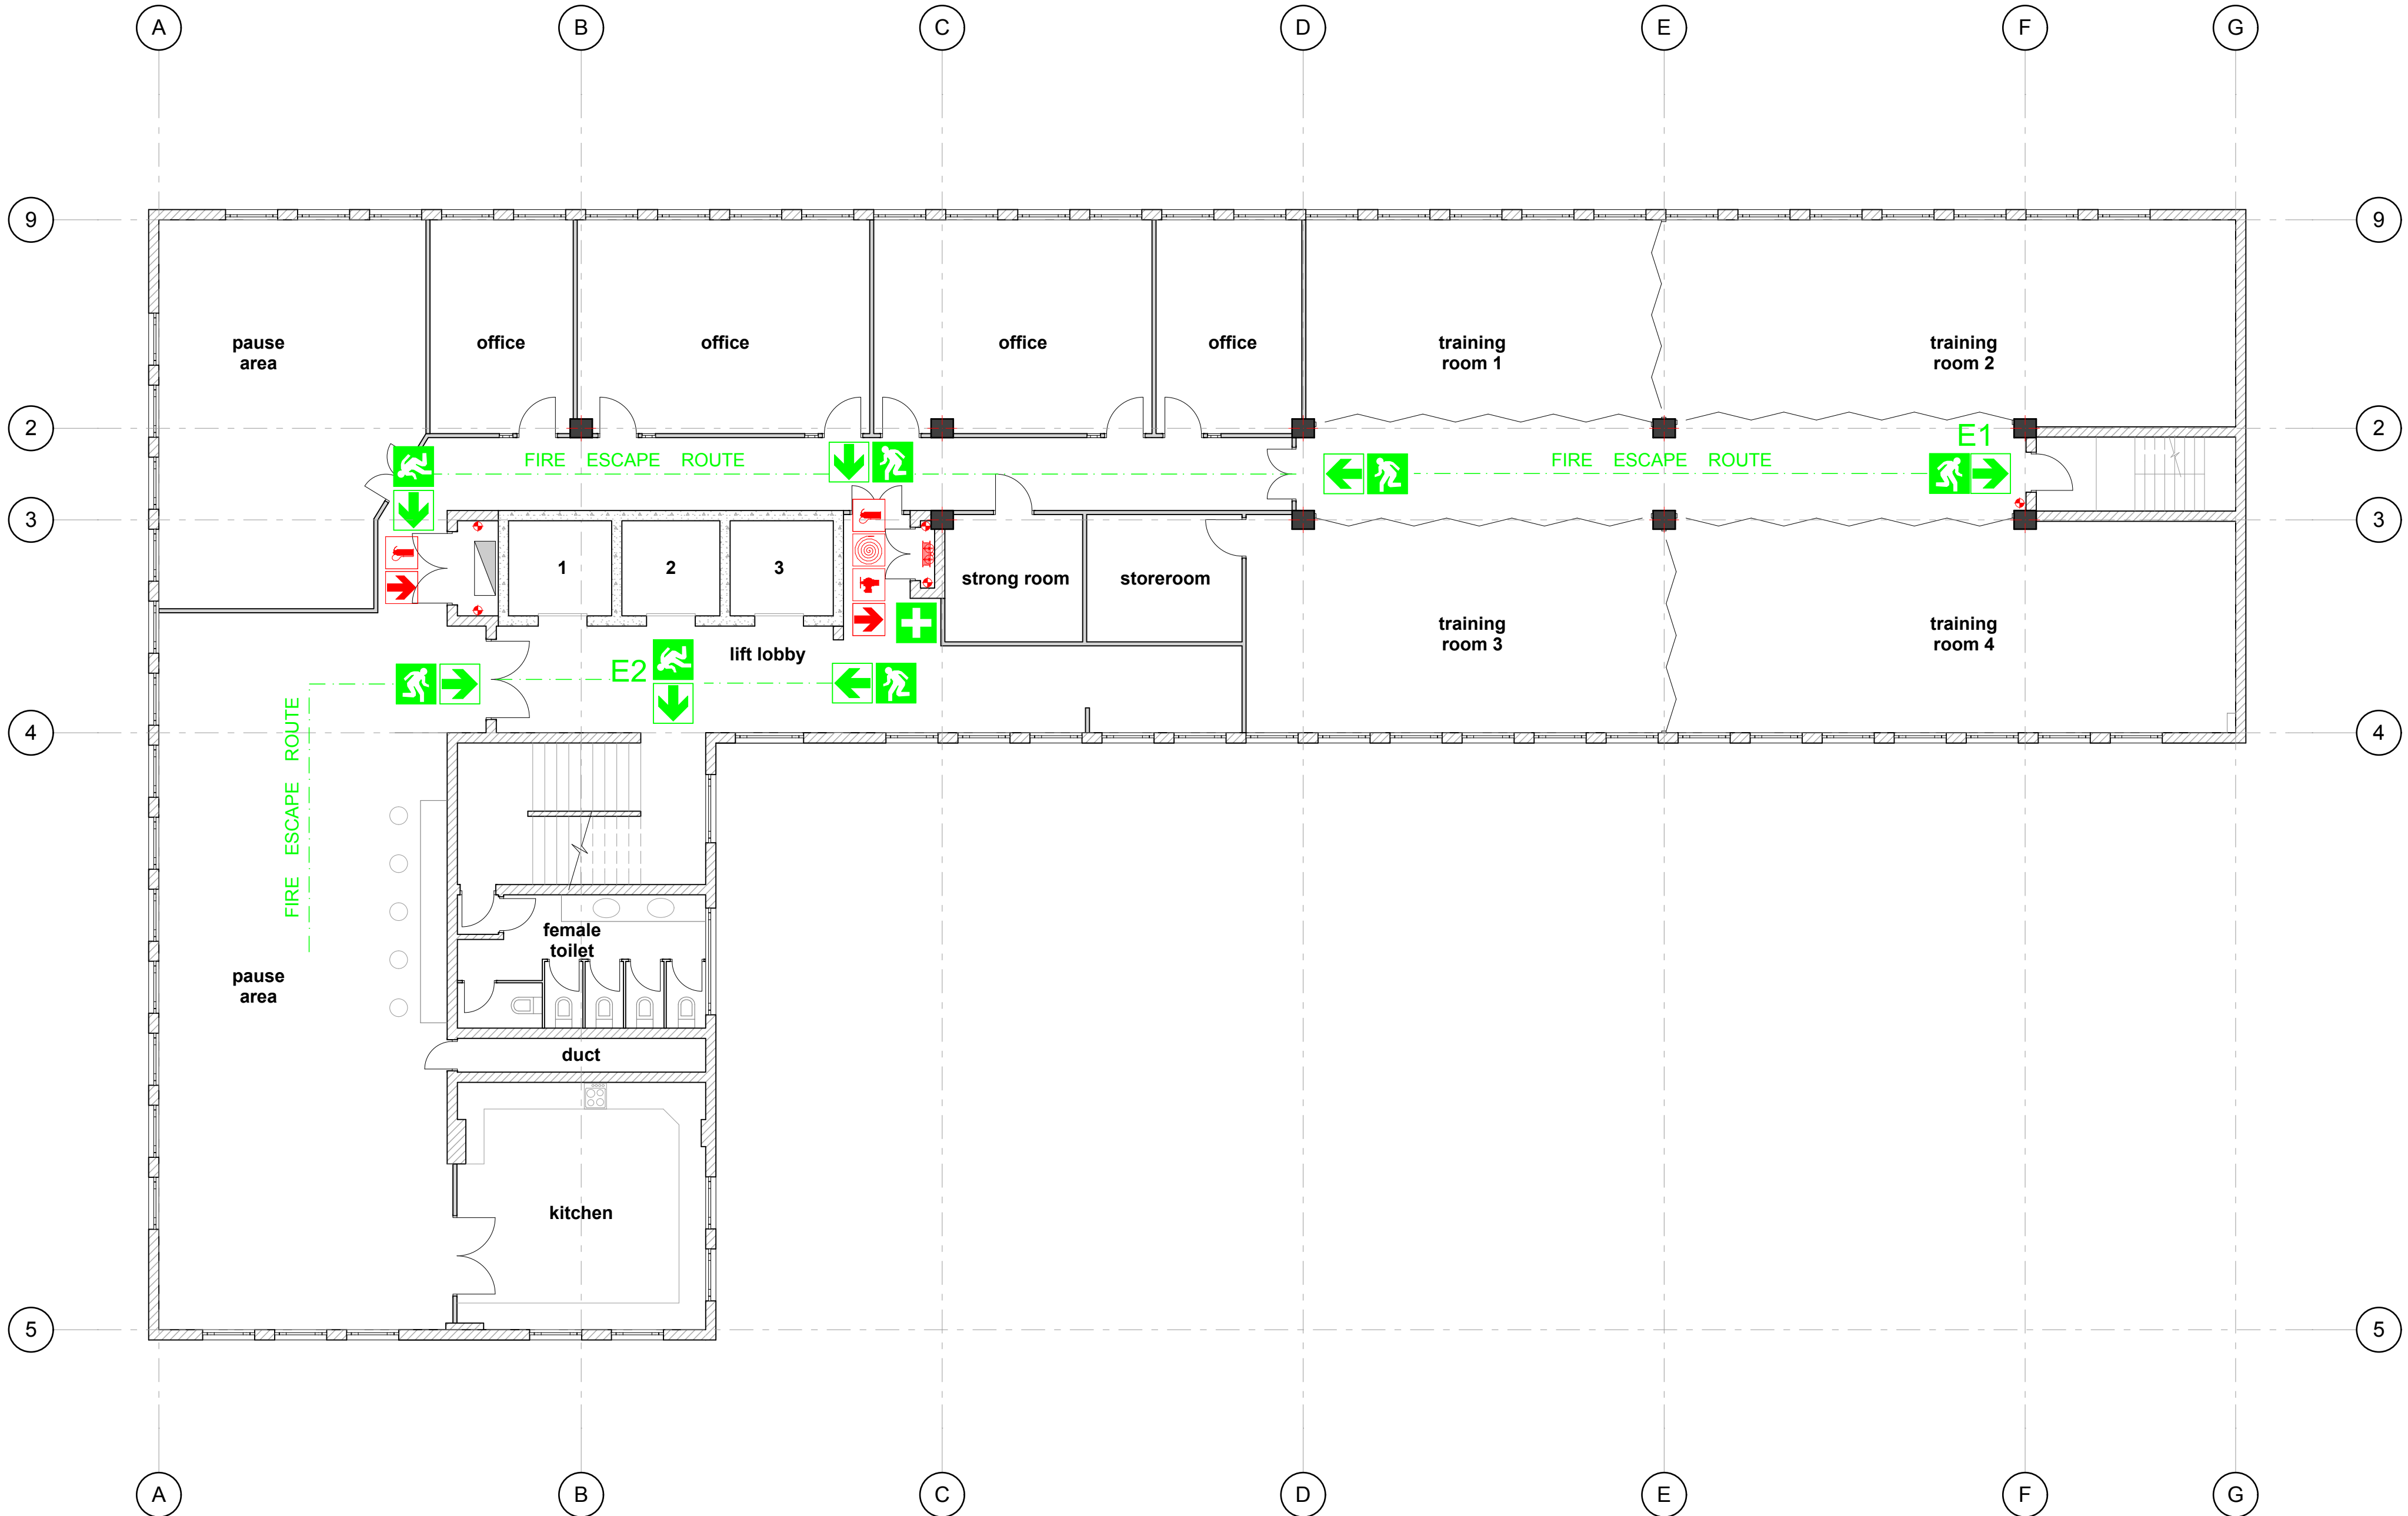 A B C D E F G
9 9
pause
area
office
office
office
office
training
room 1
training
room 2
2 2
E1
FIRE ESCAPE ROUTE
FIRE ESCAPE ROUTE
3 3
1 2 3
strong room
storeroom
training
room 3
training
room 4
lift lobby
E2
4 4
FIRE ESCAPE ROUTE
female
toilet
pause
area
duct
kitchen
5 5
A B C D E F G